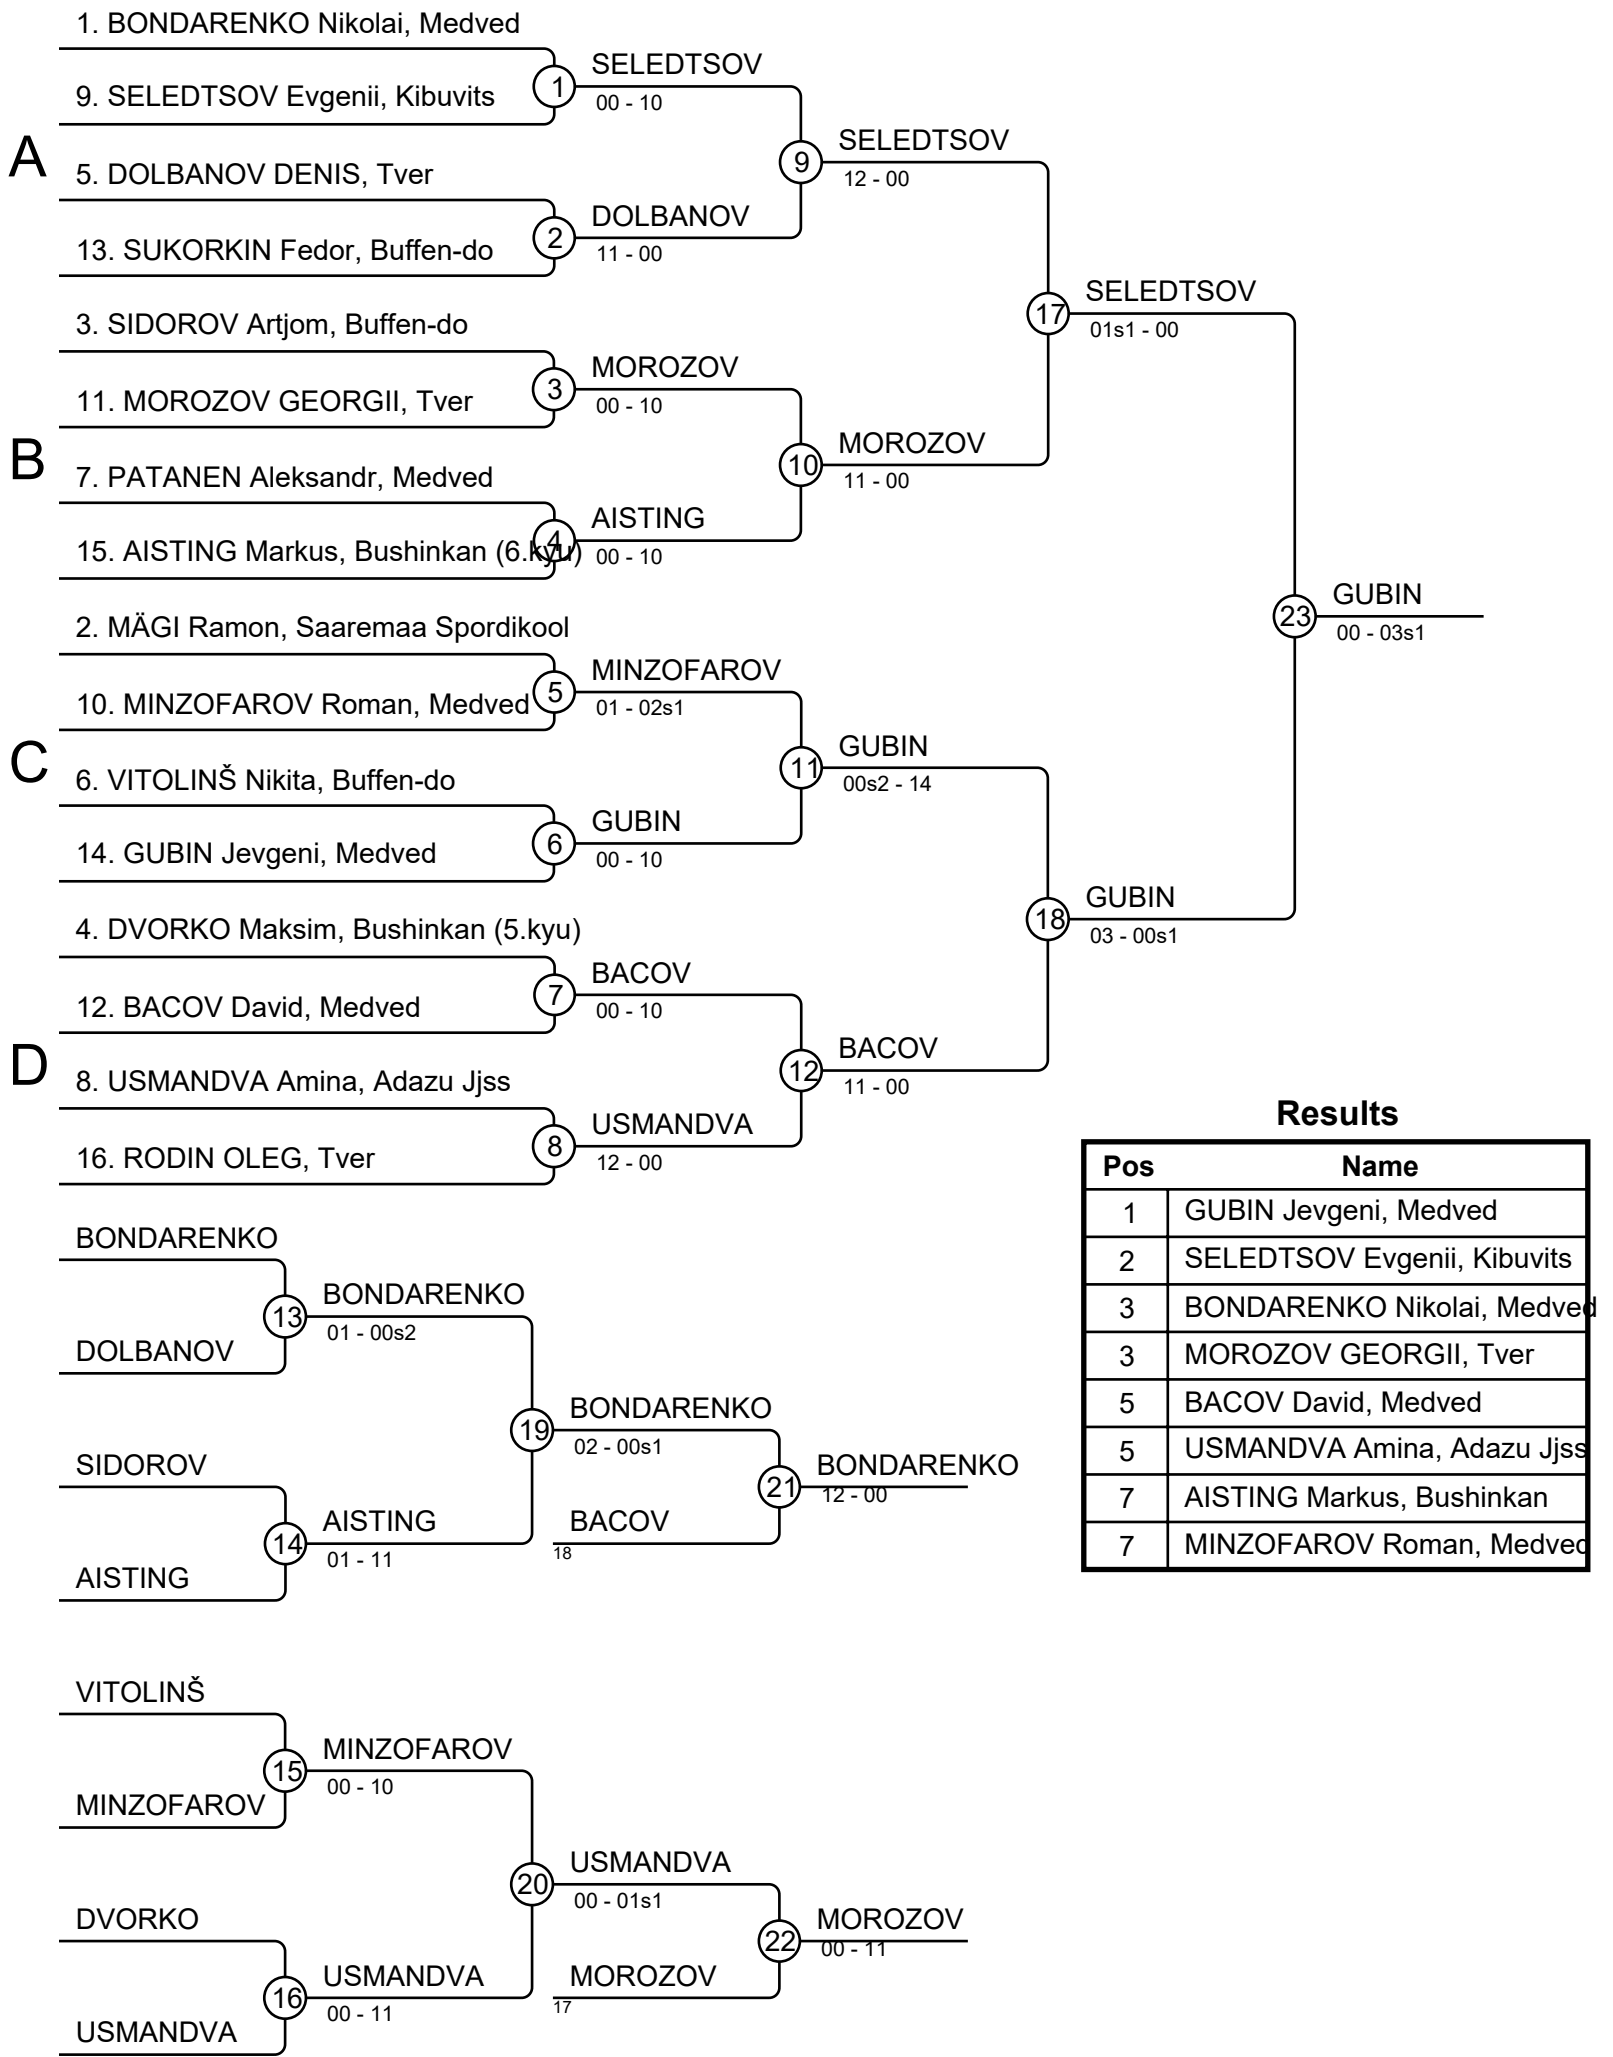 1. BONDARENKO Nikolai, Medved
9. SELEDTSOV Evgenii, Kibuvits
1
SELEDTSOV
00 - 10
A
5. DOLBANOV DENIS, Tver
13. SUKORKIN Fedor, Buffen-do
2
DOLBANOV
11 - 00
9
SELEDTSOV
12 - 00
3. SIDOROV Artjom, Buffen-do
11. MOROZOV GEORGII, Tver
3
MOROZOV
00 - 10
B
7. PATANEN Aleksandr, Medved
15. AISTING Markus, Bushinkan (6.kyu)
4
AISTING
00 - 10
10
MOROZOV
11 - 00
17
SELEDTSOV
01s1 - 00
2. MÄGI Ramon, Saaremaa Spordikool
10. MINZOFAROV Roman, Medved
5
MINZOFAROV
01 - 02s1
C
6. VITOLINŠ Nikita, Buffen-do
14. GUBIN Jevgeni, Medved
6
GUBIN
00 - 10
11
GUBIN
00s2 - 14
4. DVORKO Maksim, Bushinkan (5.kyu)
12. BACOV David, Medved
7
BACOV
00 - 10
D
8. USMANDVA Amina, Adazu Jjss
16. RODIN OLEG, Tver
8
USMANDVA
12 - 00
12
BACOV
11 - 00
18
GUBIN
03 - 00s1
23
GUBIN
00 - 03s1
BONDARENKO
DOLBANOV
13
BONDARENKO
01 - 00s2
SIDOROV
AISTING
14
AISTING
01 - 11
19
BONDARENKO
02 - 00s1
BACOV
18
21
BONDARENKO
12 - 00
VITOLINŠ
MINZOFAROV
15
MINZOFAROV
00 - 10
DVORKO
USMANDVA
16
USMANDVA
00 - 11
20
USMANDVA
00 - 01s1
MOROZOV
17
22
MOROZOV
00 - 11
Results
Pos Name
1 GUBIN Jevgeni, Medved
2 SELEDTSOV Evgenii, Kibuvits
3 BONDARENKO Nikolai, Medved
3 MOROZOV GEORGII, Tver
5 BACOV David, Medved
5 USMANDVA Amina, Adazu Jjss
7 AISTING Markus, Bushinkan
7 MINZOFAROV Roman, Medved